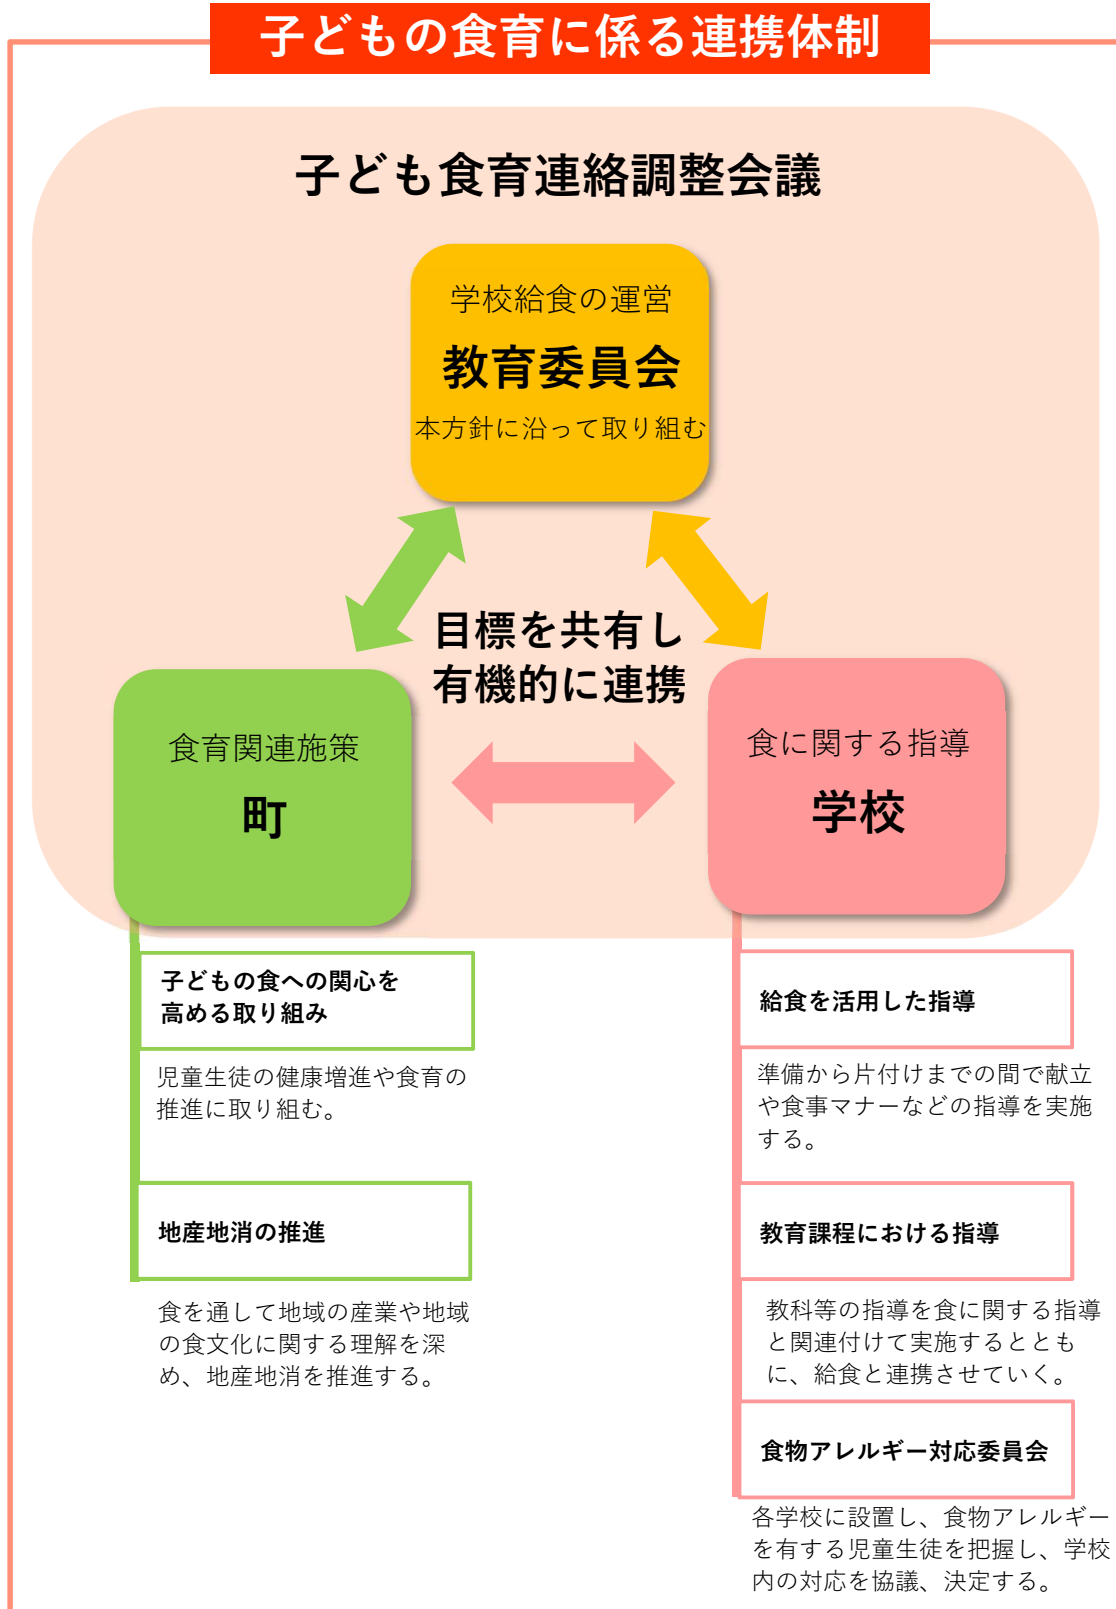 子どもの食育に係る連携体制
子ども食育連絡調整会議
学校給食の運営
教育委員会
本方針に沿って取り組む
目標を共有し
有機的に連携
食育関連施策
町
食に関する指導
学校
子どもの食への関心を
高める取り組み
児童生徒の健康増進や食育の
推進に取り組む。
地産地消の推進
食を通して地域の産業や地域
の食文化に関する理解を深
め、地産地消を推進する。
給食を活用した指導
準備から片付けまでの間で献立
や食事マナーなどの指導を実施
する。
教育課程における指導
教科等の指導を食に関する指導
と関連付けて実施するととも
に、給食と連携させていく。
食物アレルギー対応委員会
各学校に設置し、食物アレルギー
を有する児童生徒を把握し、学校
内の対応を協議、決定する。